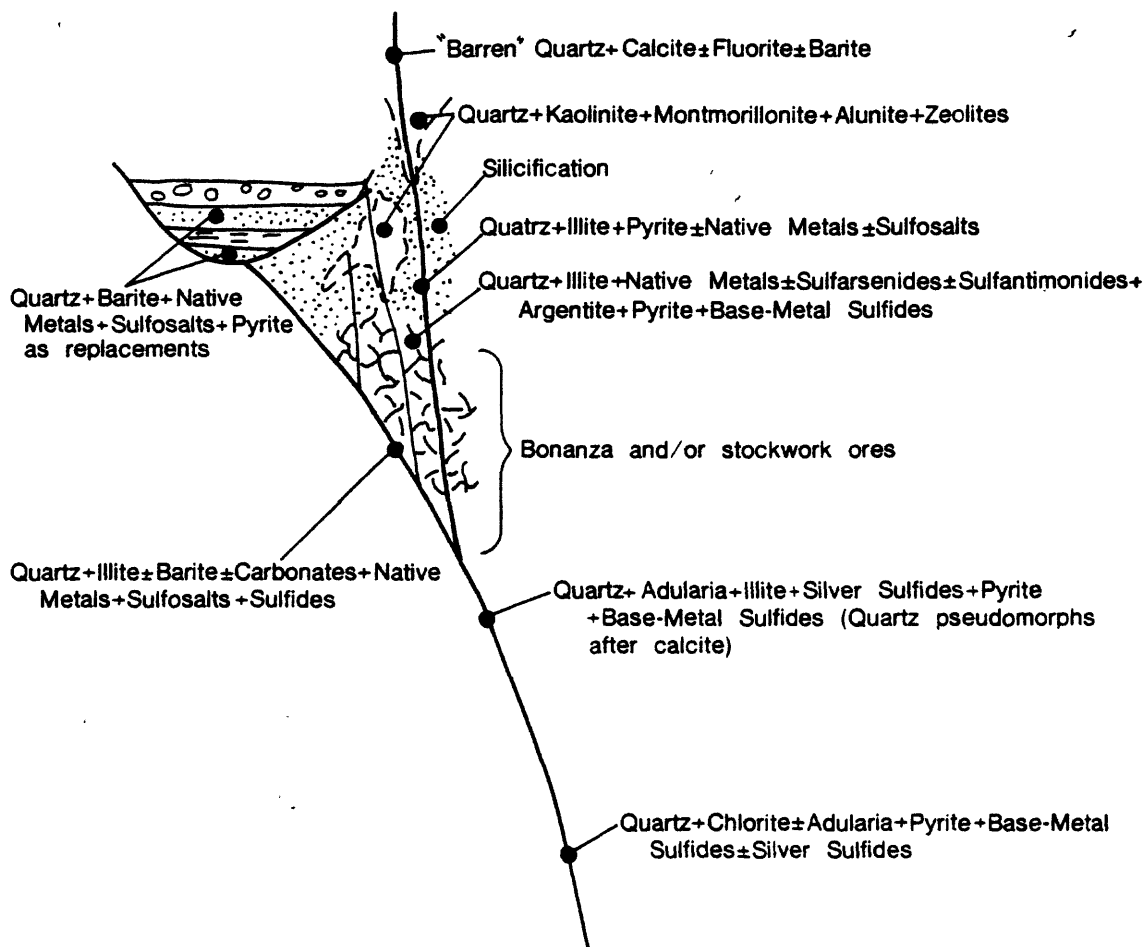 "Barren" Quartz+Calcite±Fluorite±Barite
Quartz+Kaolinite+Montmorillonite+Alunite+Zeolites
Silicification
Quatrz+Illite+Pyrite±Native Metals±Sulfosalts
Quartz+Illite+Native Metals±Sulfarsenides±Sulfantimonides+
Argentite+Pyrite+Base-Metal Sulfides
Quartz+Barite+Native
Metals+Sulfosalts+Pyrite
as replacements
Bonanza and/or stockwork ores
Quartz+Illite±Barite±Carbonates+Native
Metals+Sulfosalts+Sulfides
Quartz+Adularia+Illite+Silver Sulfides+Pyrite
+Base-Metal Sulfides (Quartz pseudomorphs
after calcite)
Quartz+Chlorite±Adularia+Pyrite+Base-Metal
Sulfides±Silver Sulfides